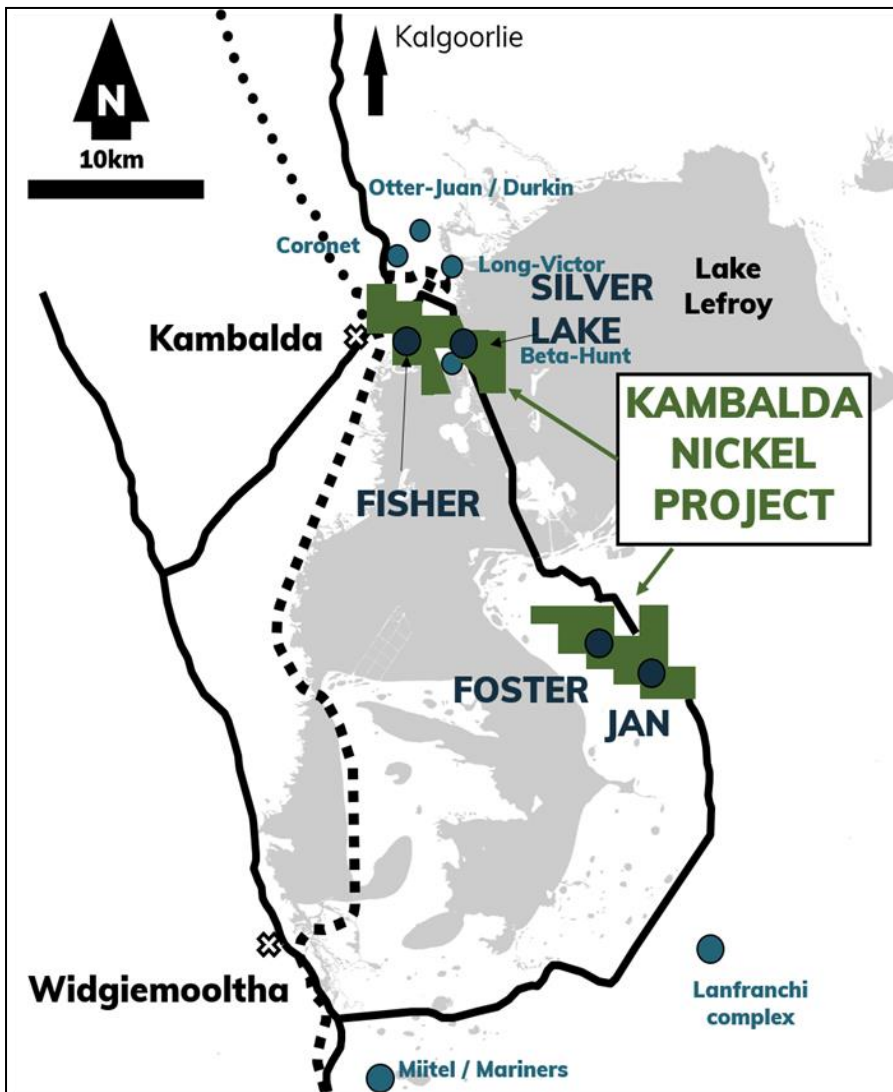 Kalgoorlie
N
10km
Otter-Juan / Durkin
Coronet
Long-Victor
SILVER
LAKE
Lake
Lefroy
Kambalda
Beta-Hunt
KAMBALDA
NICKEL
PROJECT
FISHER
FOSTER
JAN
Widgiemooltha
Lanfranchi
complex
Miitel / Mariners